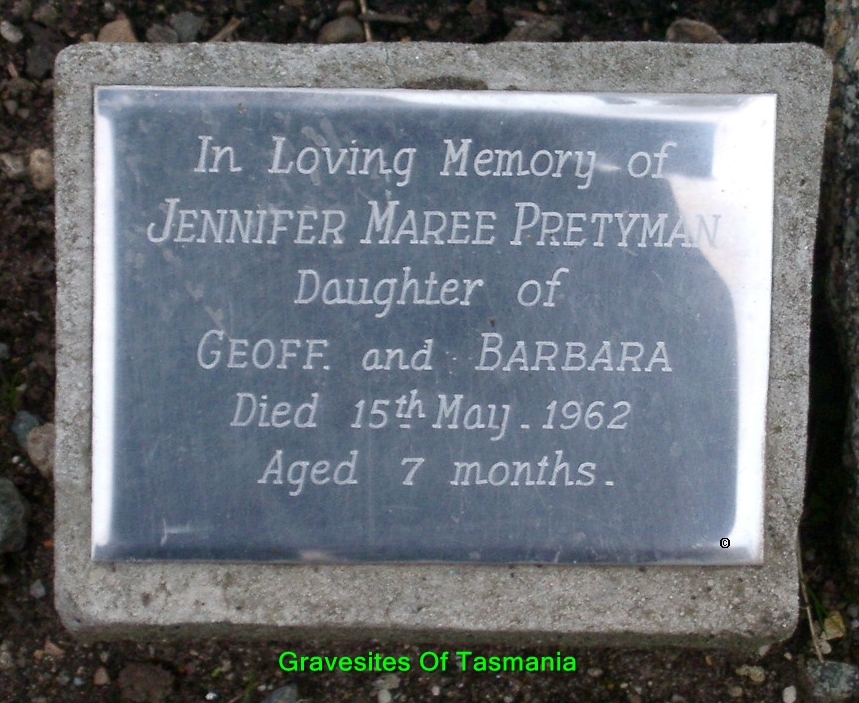 In Loving Memory of
JENNIFER MAREE PRETYMAN
Daughter of
GEOFF. and BARBARA
Died 15th May. 1962
Aged 7 months.
©
Gravesites Of Tasmania